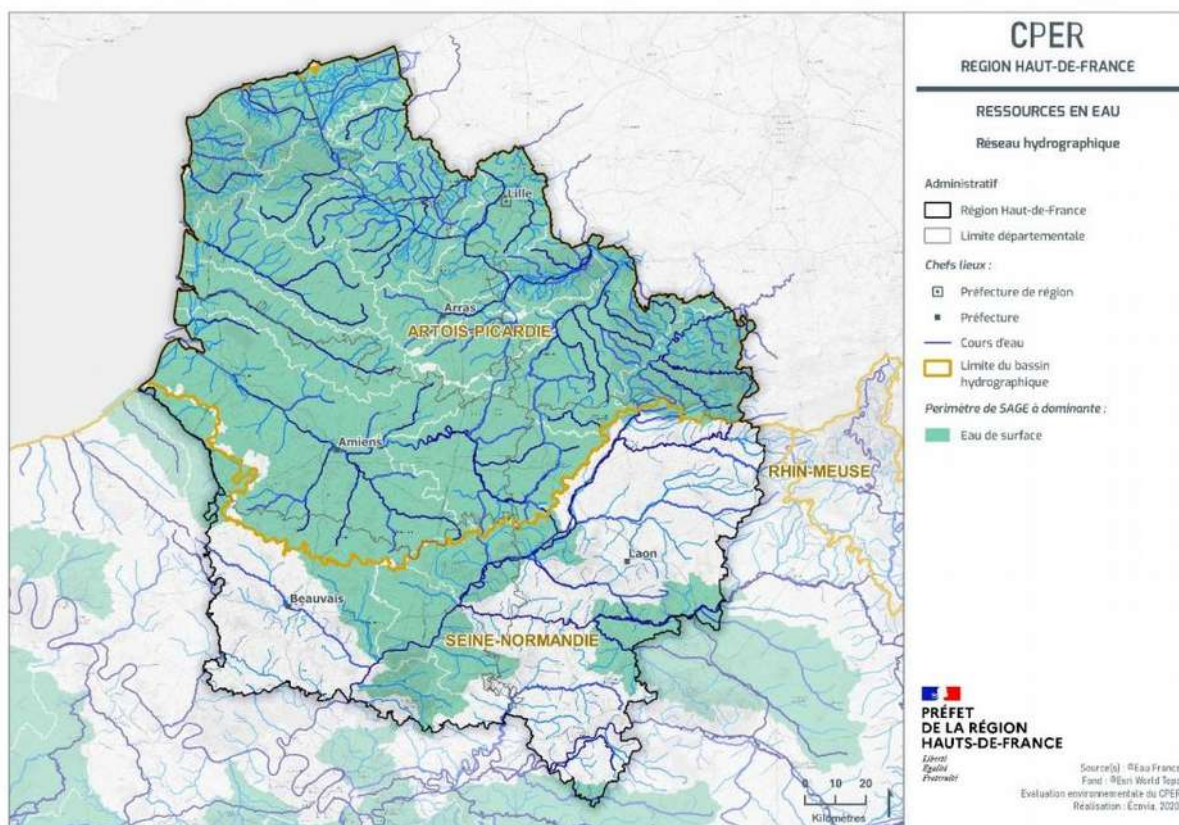 CPER
REGION HAUT-DE-FRANCE
RESSOURCES EN EAU
Réseau hydrographique
Administratif
Région Haut-de-France
Limite départementale
Chefs lieux :
Préfecture de région
Préfecture
Cours d'eau
Limite du bassin
hydrographique
Perimètre de SAGE à dominante :
Eau de surface
Lille
Arras
ARTOIS-PICARDIE
Amiens
RHIN-MEUSE
Laon
Beauvais
SEINE-NORMANDIE
0 10 20
Kilomètres
PRÉFET
DE LA RÉGION
HAUTS-DE-FRANCE
Liberté
Égalité
Fraternité
Source(s) : ©Eau France
Fond : ©Esri World Topo
Evaluation environnementale du CPER
Réalisation : Ecovia, 2020